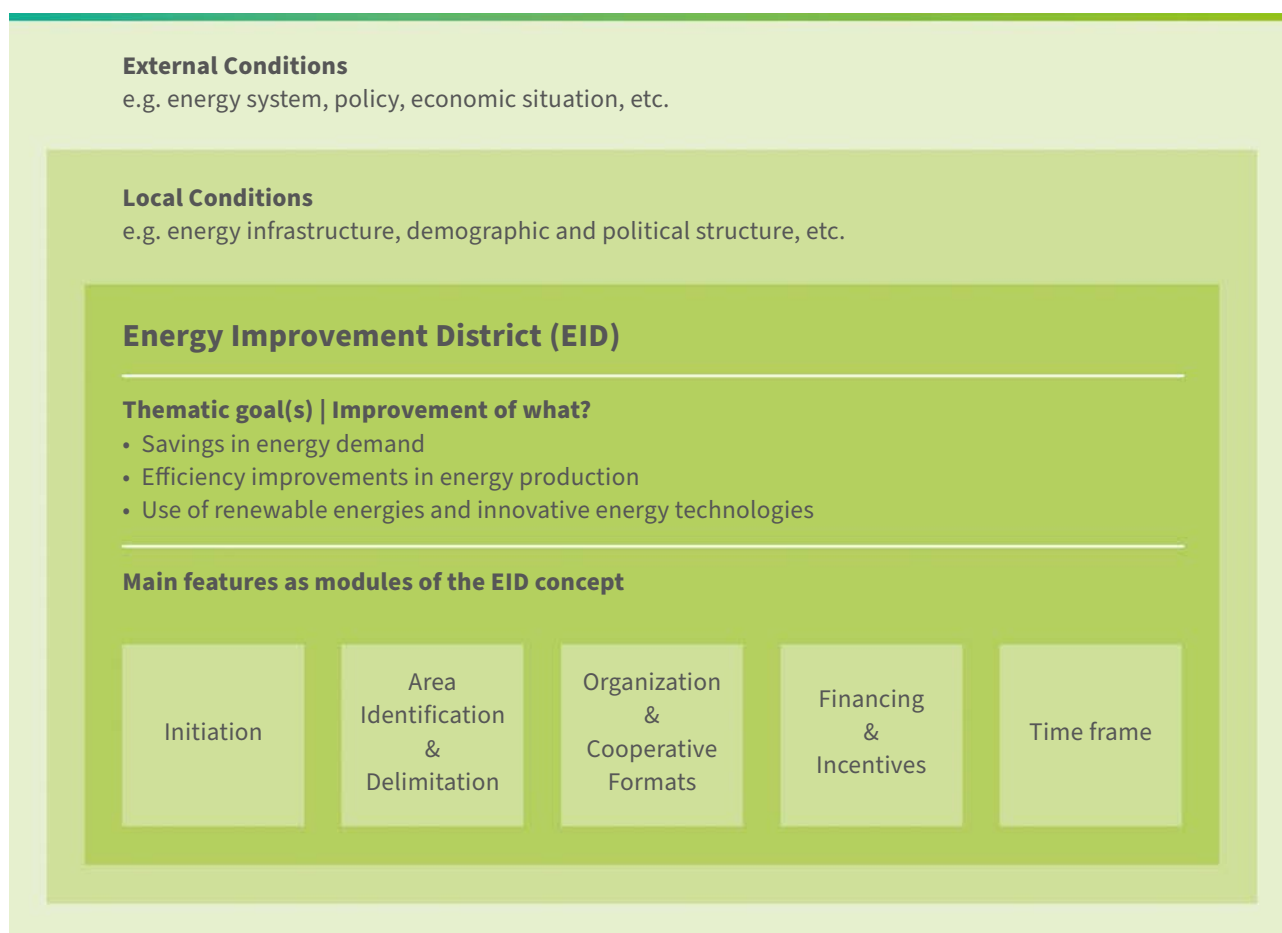 External Conditions
e.g. energy system, policy, economic situation, etc.
Local Conditions
e.g. energy infrastructure, demographic and political structure, etc.
Energy Improvement District (EID)
Thematic goal(s) | Improvement of what?
• Savings in energy demand
• Efficiency improvements in energy production
• Use of renewable energies and innovative energy technologies
Main features as modules of the EID concept
Initiation
Area
Identification
&
Delimitation
Organization
&
Cooperative
Formats
Financing
&
Incentives
Time frame